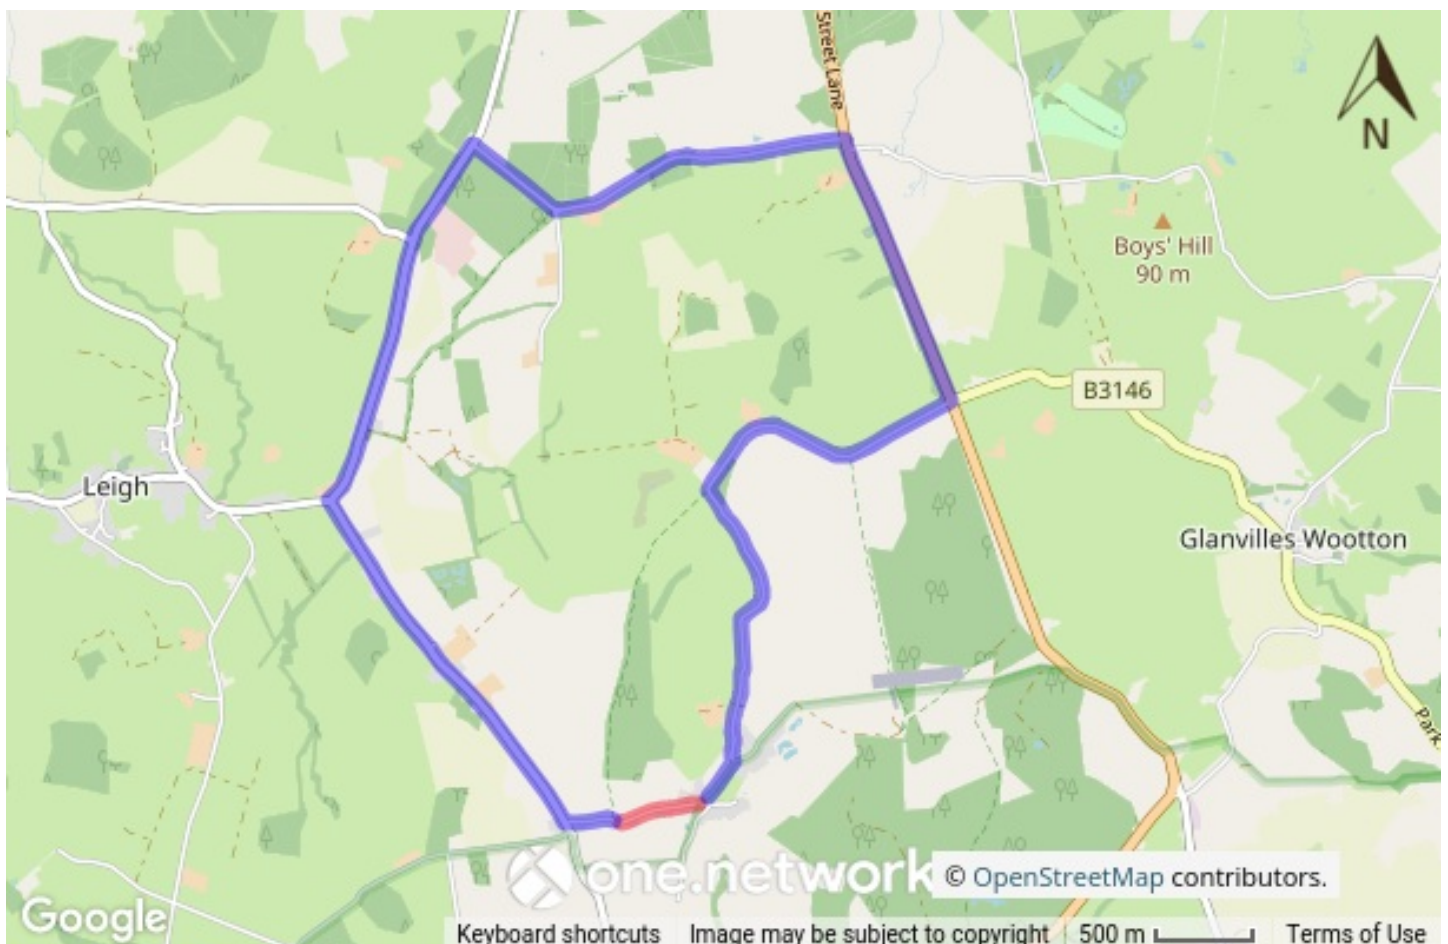 Street Lane
N
Boys' Hill
90 m
B3146
Leigh
Glanvilles Wootton
Park
one.network
© OpenStreetMap contributors.
Google
Keyboard shortcuts
Image may be subject to copyright
500 m
Terms of Use